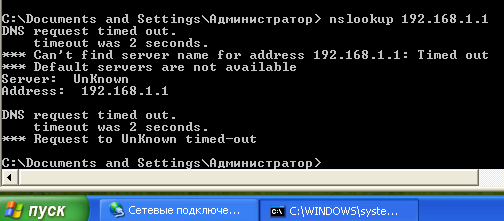 C:\Documents and Settings\Администратор> nslookup 192.168.1.1
DNS request timed out.
timeout was 2 seconds.
*** Can't find server name for address 192.168.1.1: Timed out
*** Default servers are not available
Server: UnKnown
Address: 192.168.1.1
DNS request timed out.
timeout was 2 seconds.
*** Request to UnKnown timed-out
C:\Documents and Settings\Администратор>
пуск
Сетевые подключе...
C:\WINDOWS\syste...